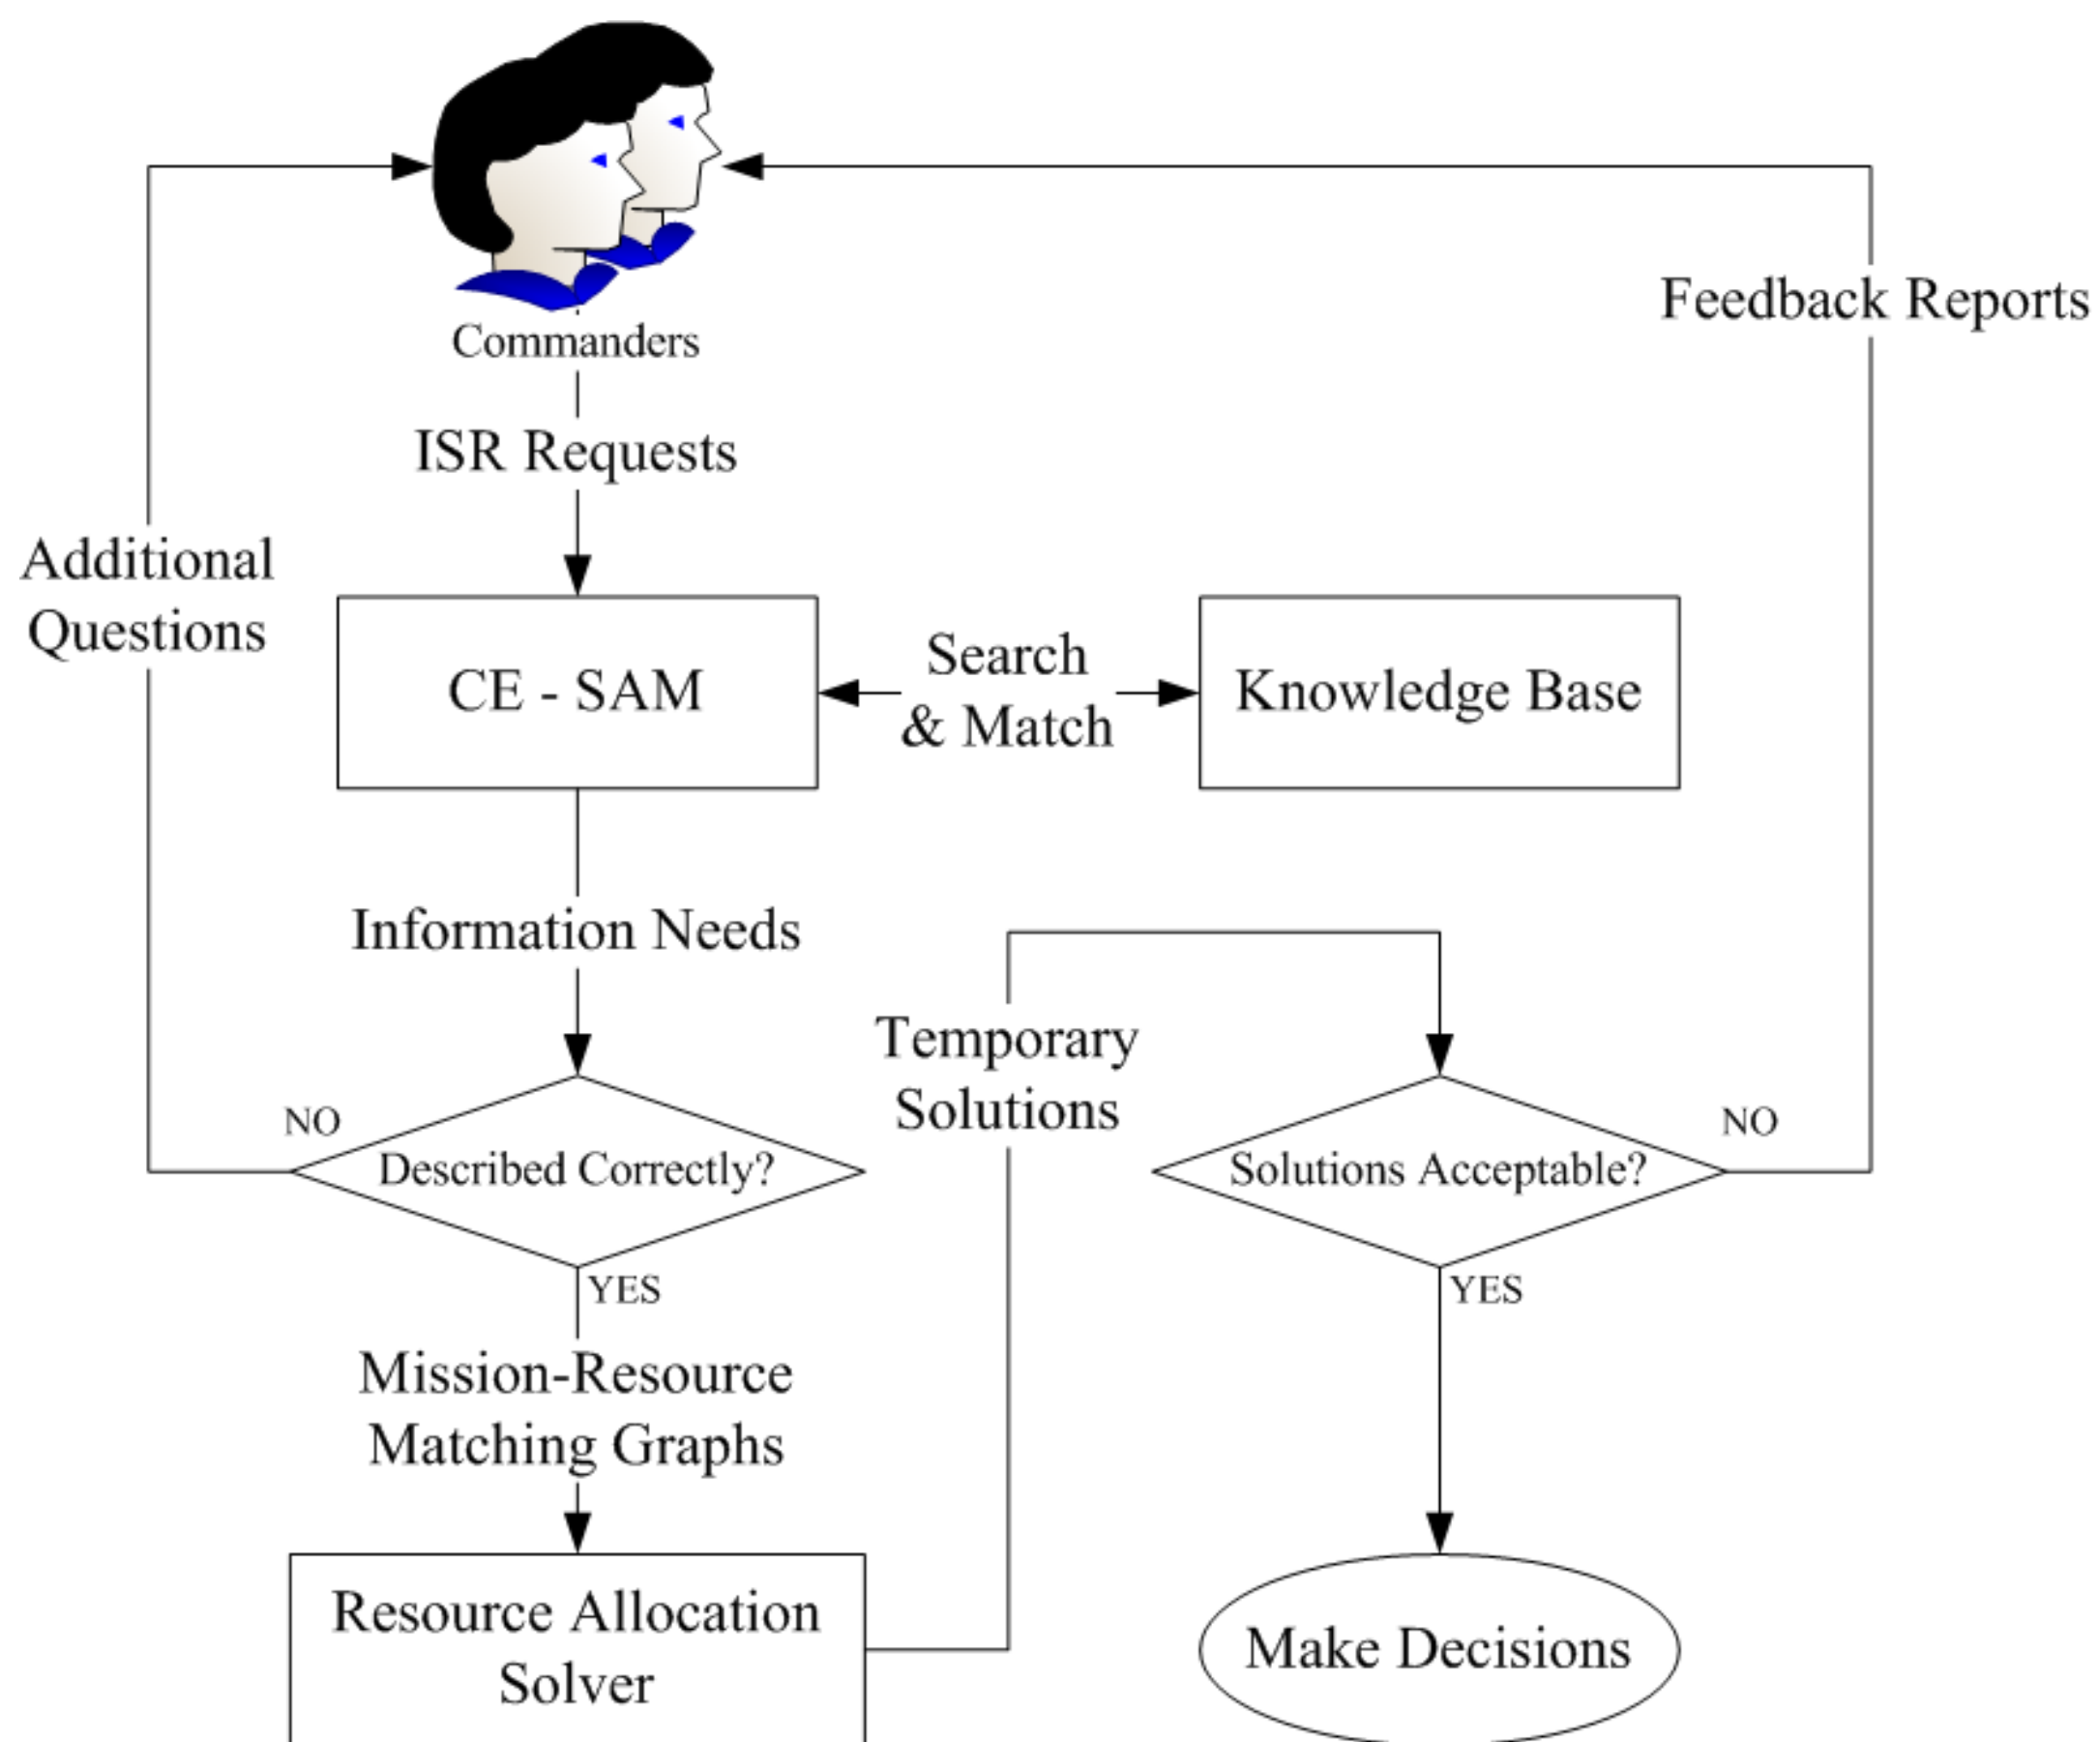 Commanders
Feedback Reports
ISR Requests
Additional
Questions
CE - SAM
Search
& Match
Knowledge Base
Information Needs
Temporary
Solutions
NO
Described Correctly?
YES
NO
Solutions Acceptable?
YES
Mission-Resource
Matching Graphs
Resource Allocation
Solver
Make Decisions